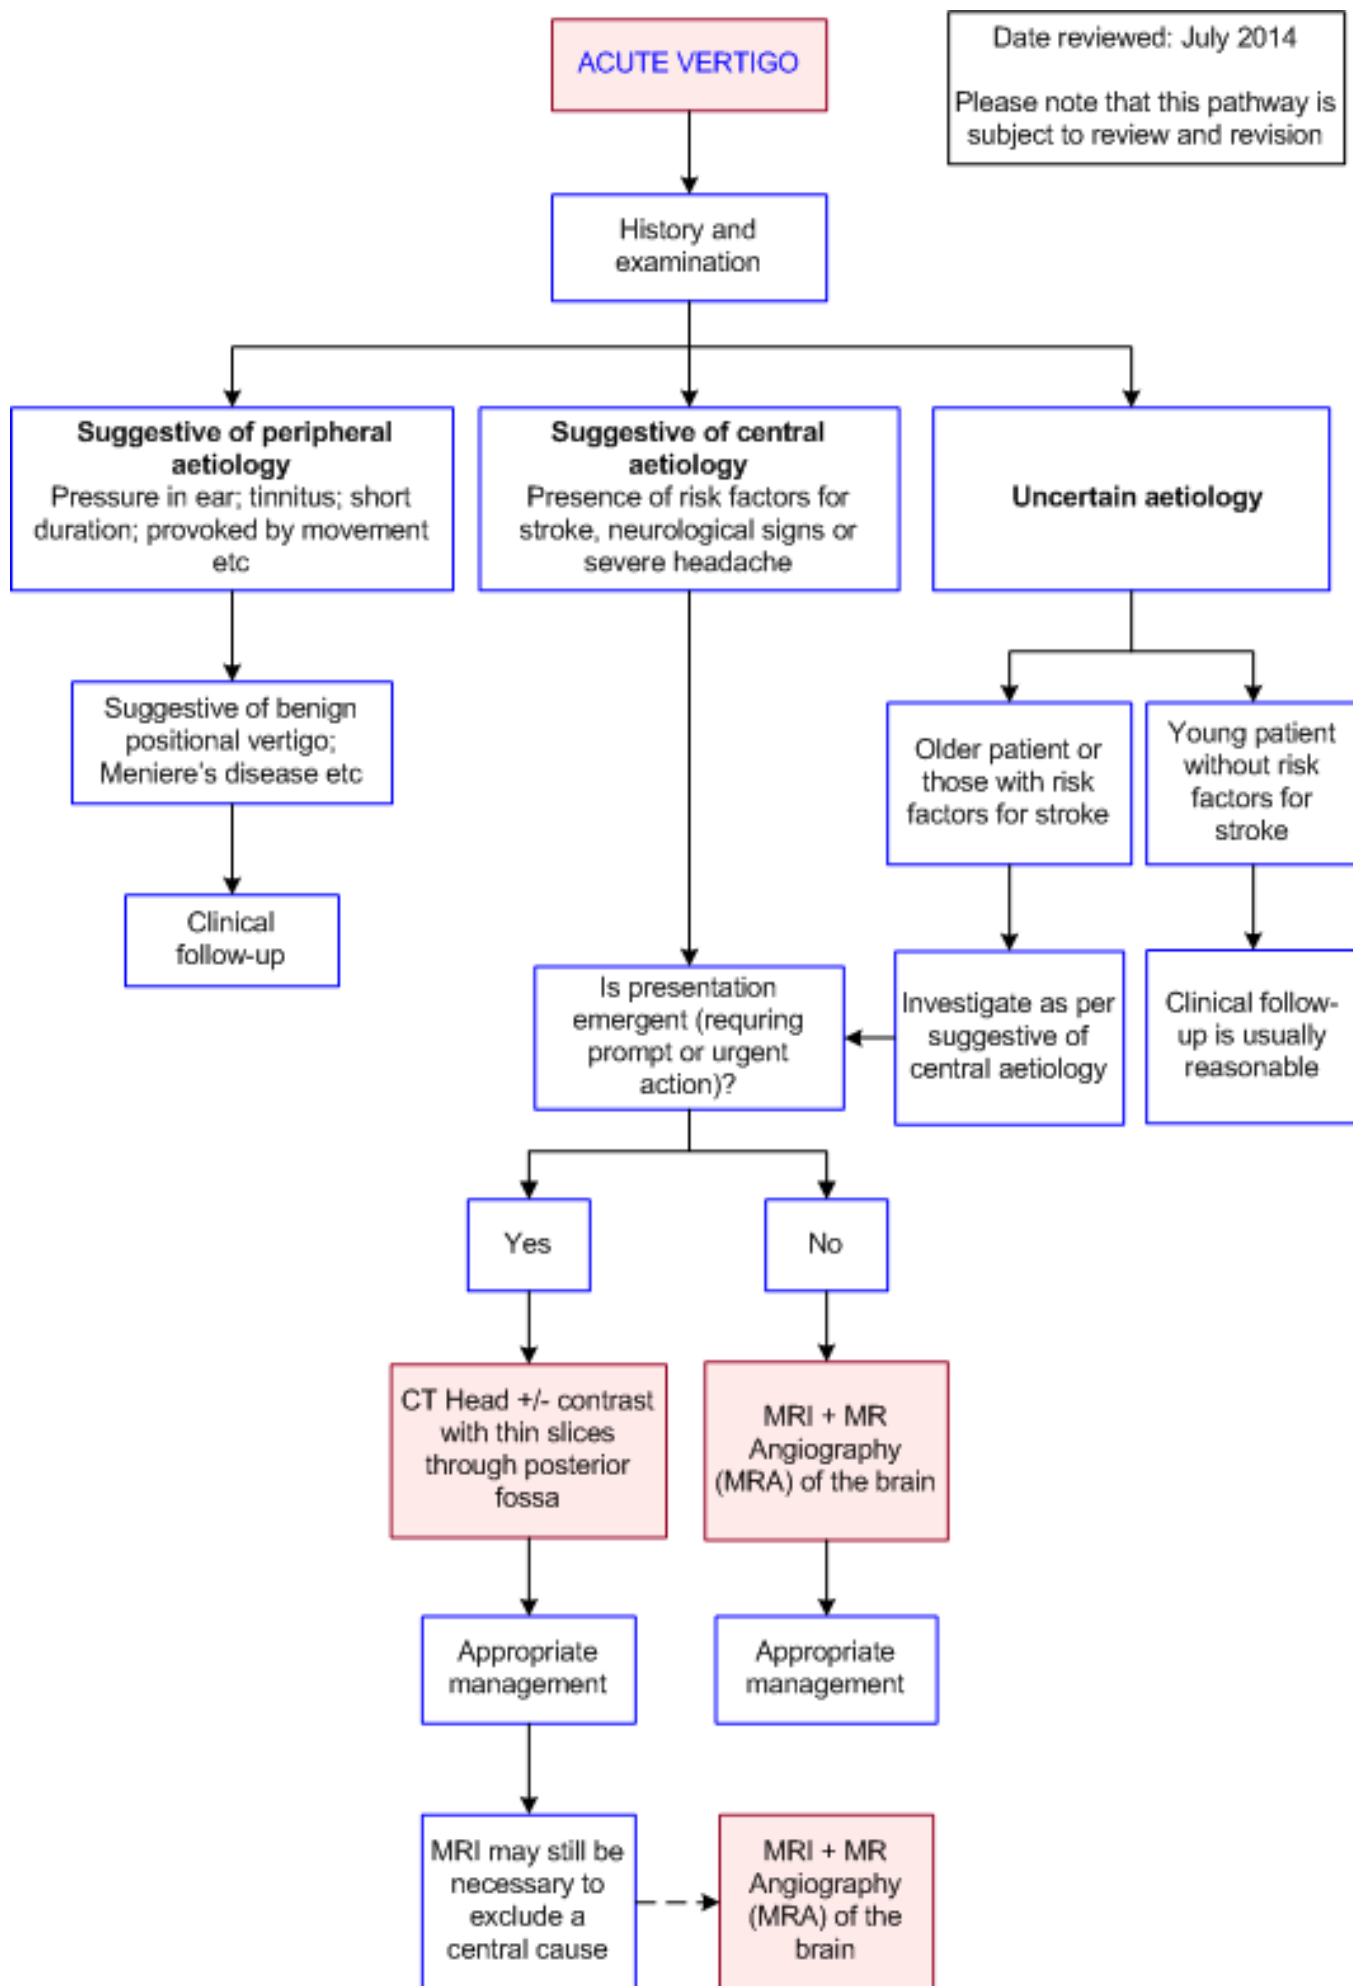 ACUTE VERTIGO
Date reviewed: July 2014
Please note that this pathway is
subject to review and revision
History and
examination
Suggestive of peripheral
aetiology
Pressure in ear; tinnitus; short
duration; provoked by movement
etc
Suggestive of central
aetiology
Presence of risk factors for
stroke, neurological signs or
severe headache
Uncertain aetiology
Suggestive of benign
positional vertigo;
Meniere's disease etc
Older patient or
those with risk
factors for stroke
Young patient
without risk
factors for
stroke
Clinical
follow-up
Is presentation
emergent (requring
prompt or urgent
action)?
Investigate as per
suggestive of
central aetiology
Clinical follow-
up is usually
reasonable
Yes
No
CT Head +/- contrast
with thin slices
through posterior
fossa
MRI + MR
Angiography
(MRA) of the brain
Appropriate
management
Appropriate
management
MRI may still be
necessary to
exclude a
central cause
MRI + MR
Angiography
(MRA) of the
brain